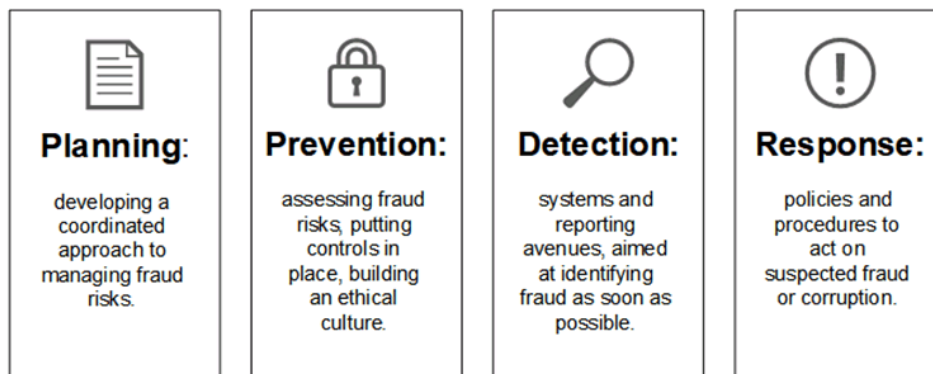 Planning:
developing a
coordinated
approach to
managing fraud
risks.
Prevention:
assessing fraud
risks, putting
controls in
place, building
an ethical
culture.
Detection:
systems and
reporting
avenues, aimed
at identifying
fraud as soon as
possible.
Response:
policies and
procedures to
act on
suspected fraud
or corruption.